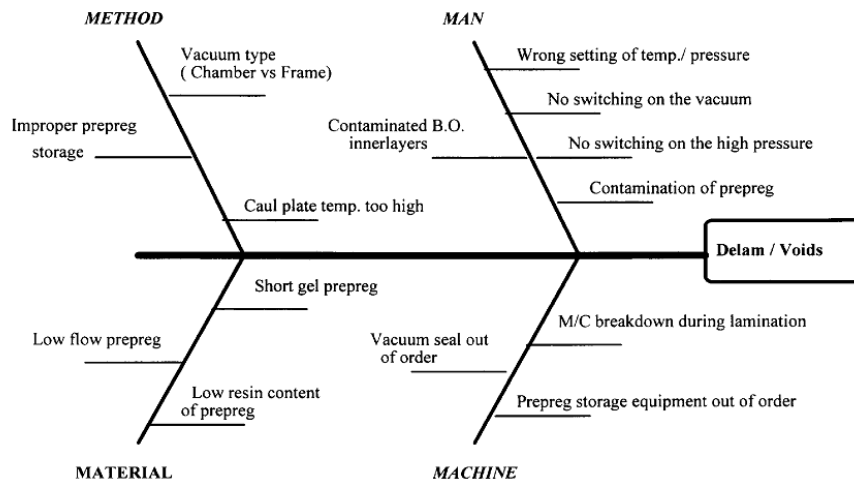 METHOD
MAN
Vacuum type
( Chamber vs Frame)
Improper prepreg
storage
Caul plate temp. too high
Wrong setting of temp./ pressure
No switching on the vacuum
Contaminated B.O.
innerlayers
No switching on the high pressure
Contamination of prepreg
Delam / Voids
Short gel prepreg
Low flow prepreg
Low resin content
of prepreg
M/C breakdown during lamination
Vacuum seal out
of order
Prepreg storage equipment out of order
MATERIAL
MACHINE